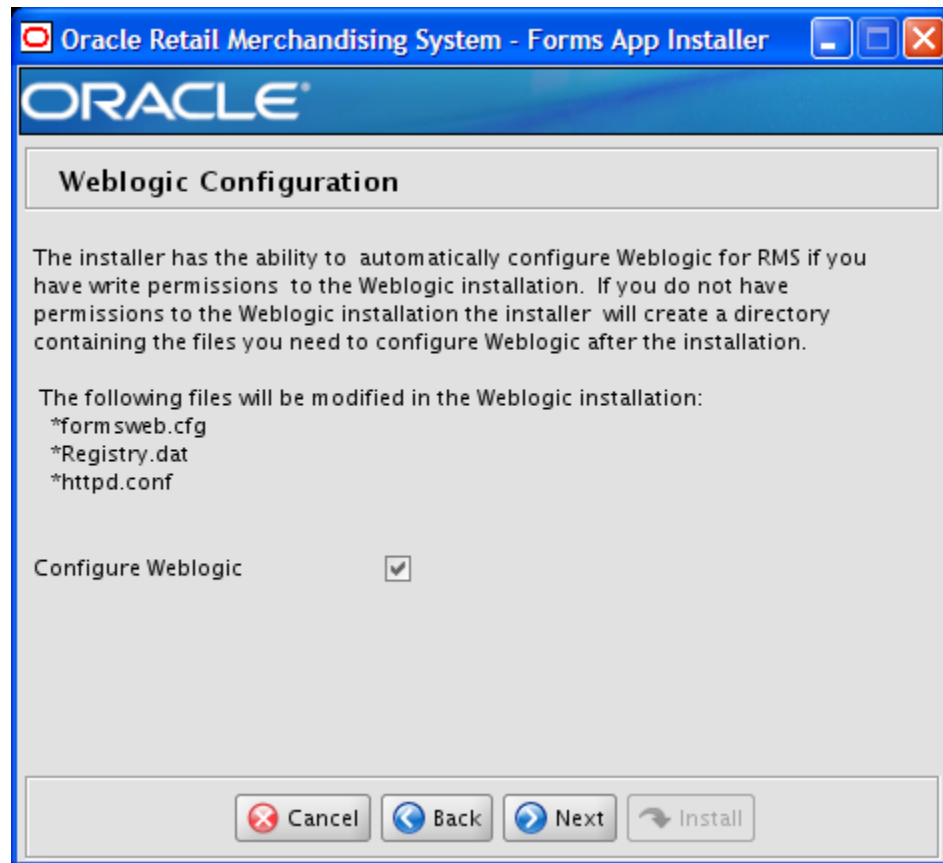 Oracle Retail Merchandising System - Forms App Installer
ORACLE®
Weblogic Configuration
The installer has the ability to automatically configure Weblogic for RMS if you
have write permissions to the Weblogic installation. If you do not have
permissions to the Weblogic installation the installer will create a directory
containing the files you need to configure Weblogic after the installation.
The following files will be modified in the Weblogic installation:
*formsweb.cfg
*Registry.dat
*httpd.conf
Configure Weblogic
Cancel Back Next Install